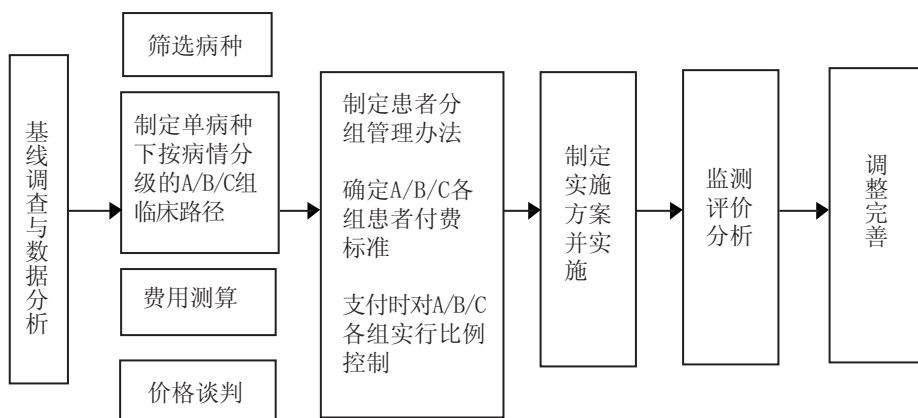 基线调查与数据分析
筛选病种
制定单病种
下按病情分
级的A/B/C组
临床路径
费用测算
价格谈判
制定患者分
组管理办法
确定A/B/C各
组患者付费
标准
支付时对A/B/C
各组实行比例
控制
制定
实施
方案
并实
施
监测
评价
分析
调整完善